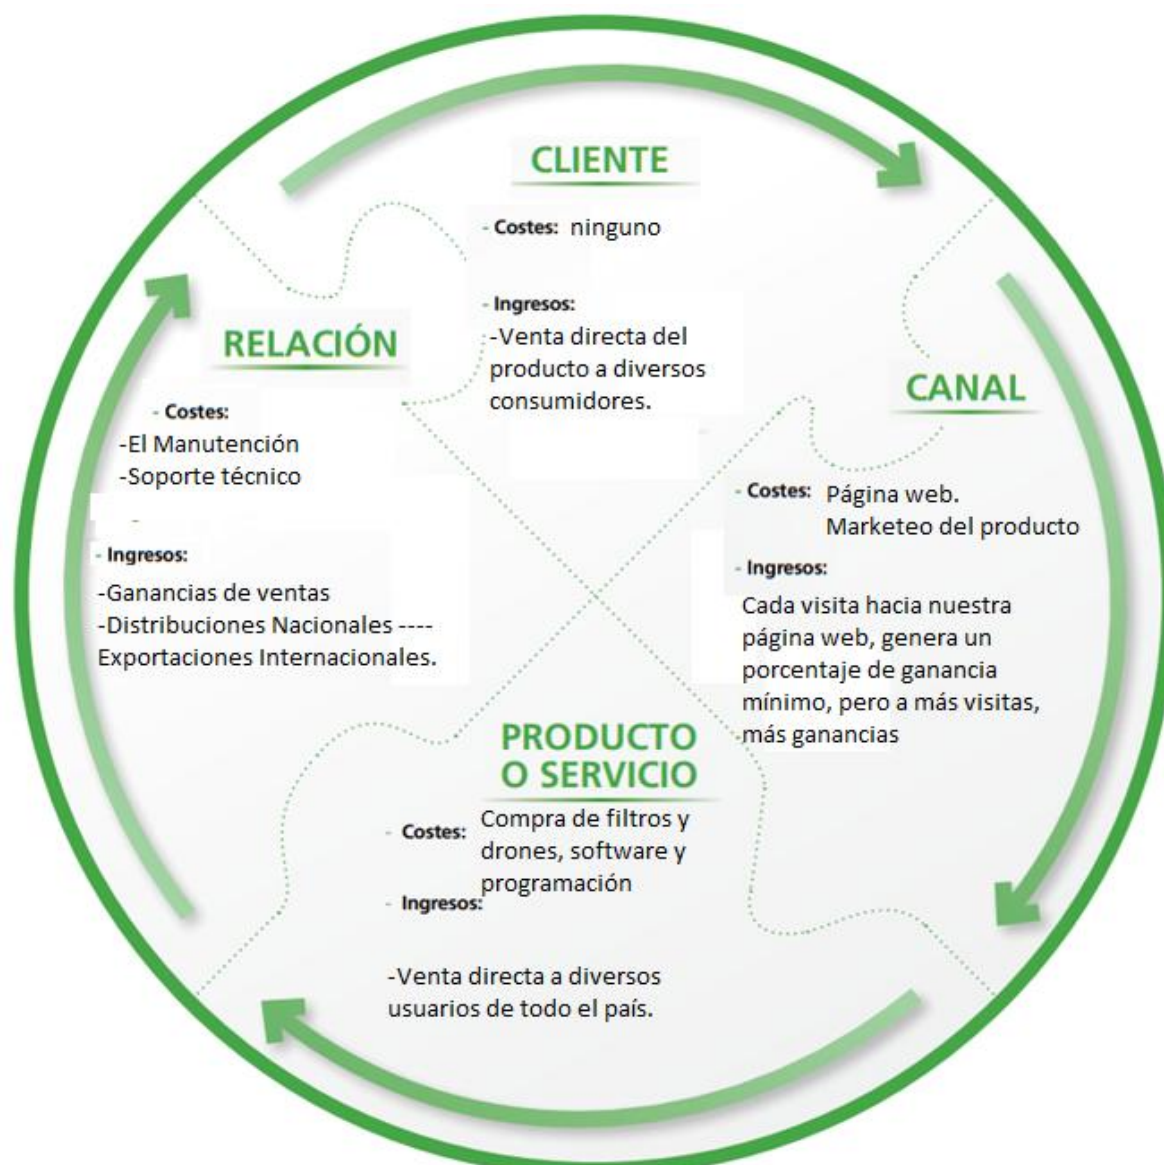 CLIENTE
- Costes: ninguno
- Ingresos:
-Venta directa del
producto a diversos
consumidores.
RELACIÓN
- Costes:
-El Manutención
-Soporte técnico
- Ingresos:
-Ganancias de ventas
-Distribuciones Nacionales ----
Exportaciones Internacionales.
CANAL
- Costes: Página web.
Marketeo del producto
- Ingresos:
Cada visita hacia nuestra
página web, genera un
porcentaje de ganancia
mínimo, pero a más visitas,
más ganancias
PRODUCTO
O SERVICIO
- Costes: Compra de filtros y
drones, software y
programación
- Ingresos:
-Venta directa a diversos
usuarios de todo el país.